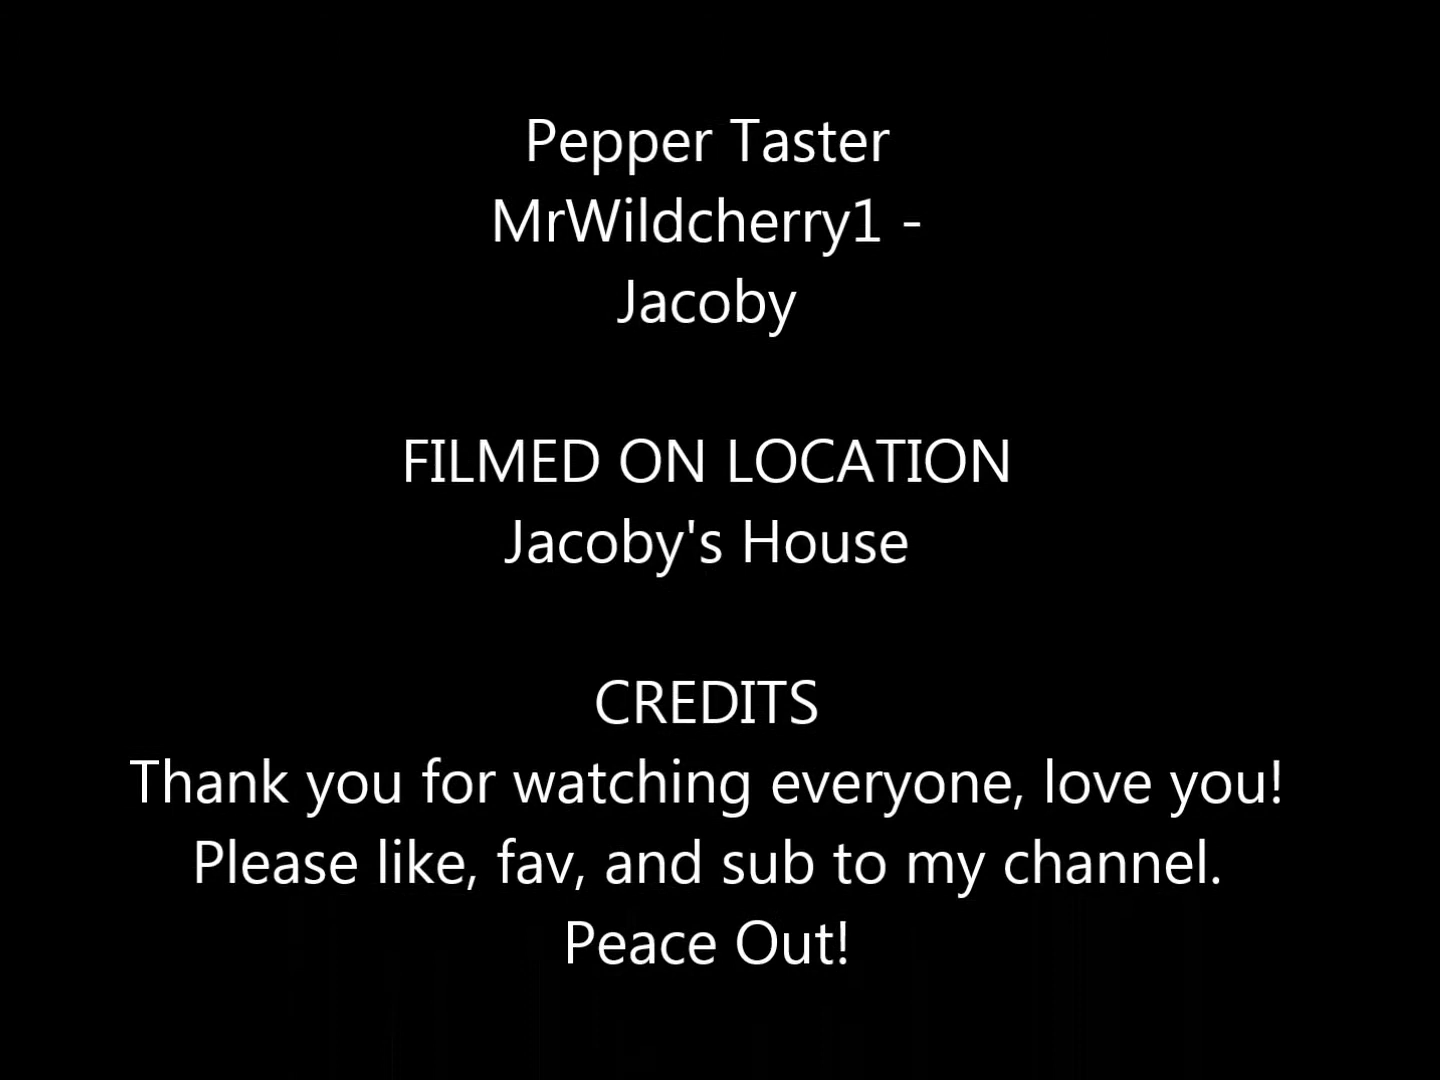 Pepper Taster
MrWildcherry1 -
Jacoby
FILMED ON LOCATION
Jacoby's House
CREDITS
Thank you for watching everyone, love you!
Please like, fav, and sub to my channel.
Peace Out!